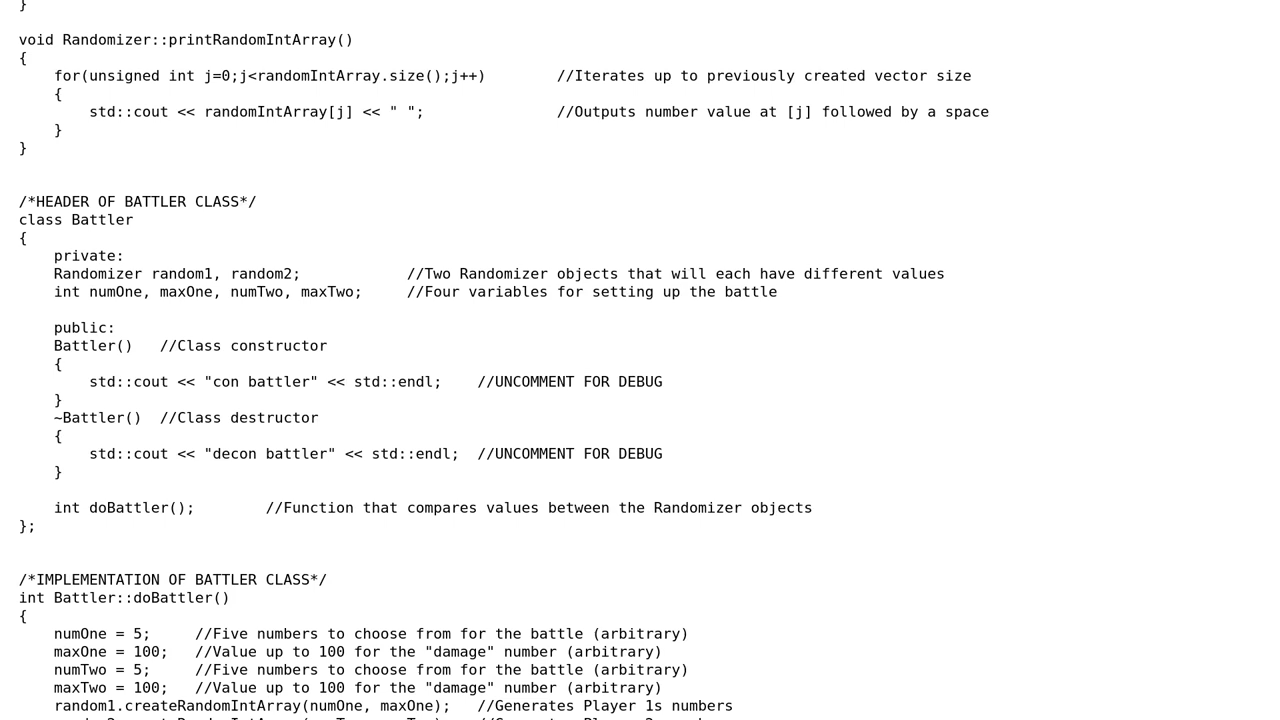 }
void Randomizer::printRandomIntArray()
{
    for(unsigned int j=0;j<randomIntArray.size();j++)        //Iterates up to previously created vector size
    {
        std::cout << randomIntArray[j] << " ";               //Outputs number value at [j] followed by a space
    }
}
/*HEADER OF BATTLER CLASS*/
class Battler
{
    private:
    Randomizer random1, random2;            //Two Randomizer objects that will each have different values
    int numOne, maxOne, numTwo, maxTwo;     //Four variables for setting up the battle
    public:
    Battler()   //Class constructor
    {
        std::cout << "con battler" << std::endl;    //UNCOMMENT FOR DEBUG
    }
    ~Battler()  //Class destructor
    {
        std::cout << "decon battler" << std::endl;  //UNCOMMENT FOR DEBUG
    }
    int doBattler();        //Function that compares values between the Randomizer objects
};
/*IMPLEMENTATION OF BATTLER CLASS*/
int Battler::doBattler()
{
    numOne = 5;     //Five numbers to choose from for the battle (arbitrary)
    maxOne = 100;   //Value up to 100 for the "damage" number (arbitrary)
    numTwo = 5;     //Five numbers to choose from for the battle (arbitrary)
    maxTwo = 100;   //Value up to 100 for the "damage" number (arbitrary)
    random1.createRandomIntArray(numOne, maxOne);   //Generates Player 1s numbers